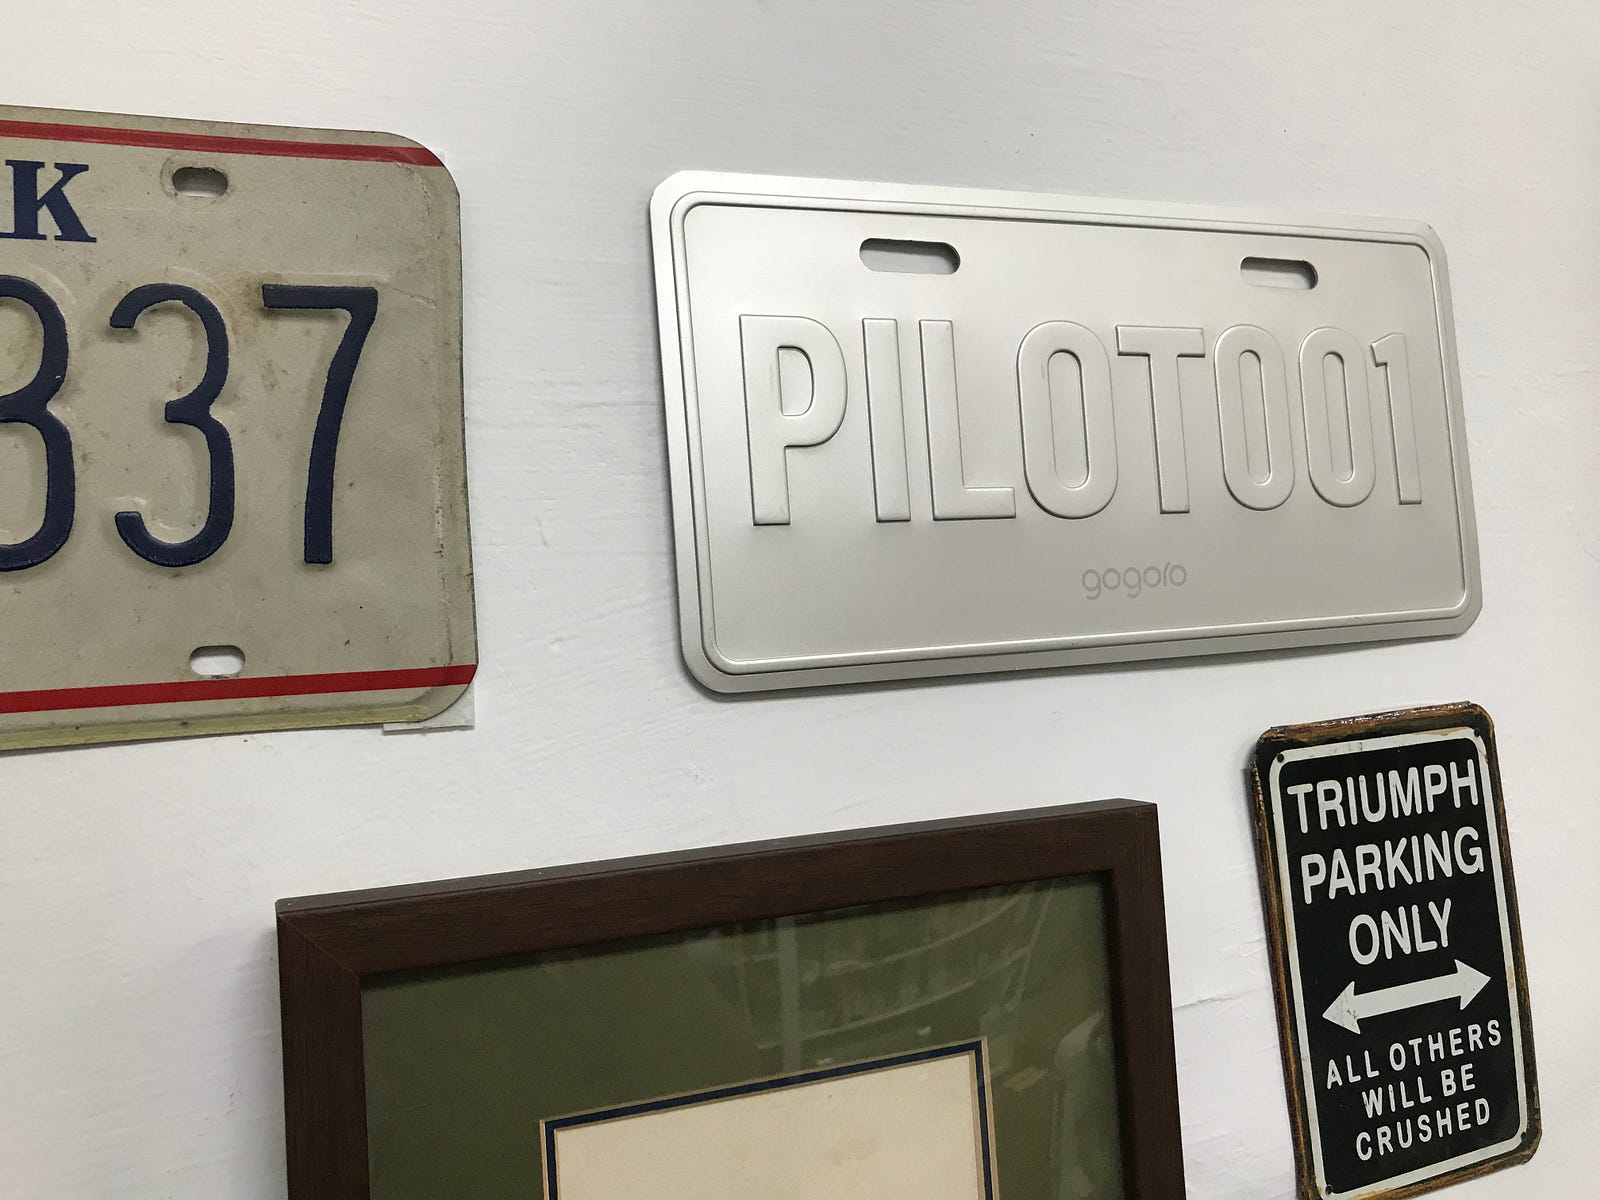 K
337
PILOT001
gogoro
TRIUMPH
PARKING
ONLY
ALL OTHERS
WILL BE
CRUSHED